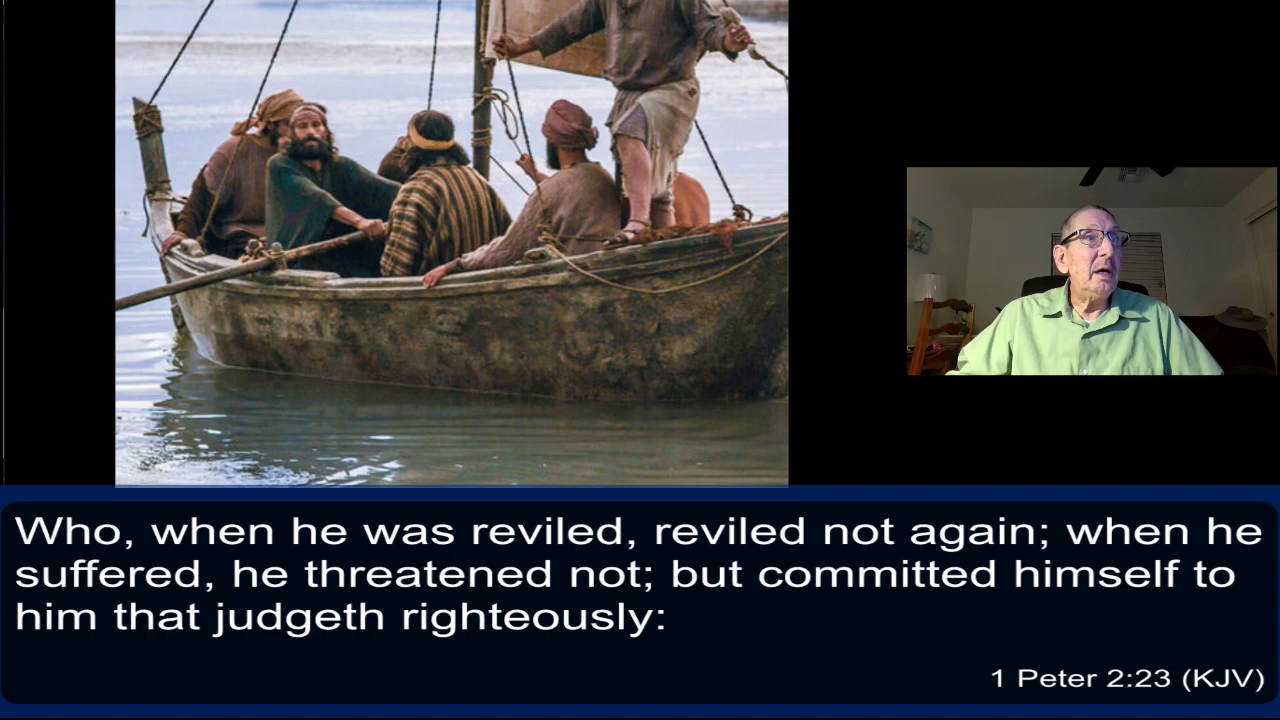 Who, when he was reviled, reviled not again; when he
suffered, he threatened not; but committed himself to
him that judgeth righteously:
1 Peter 2:23 (KJV)